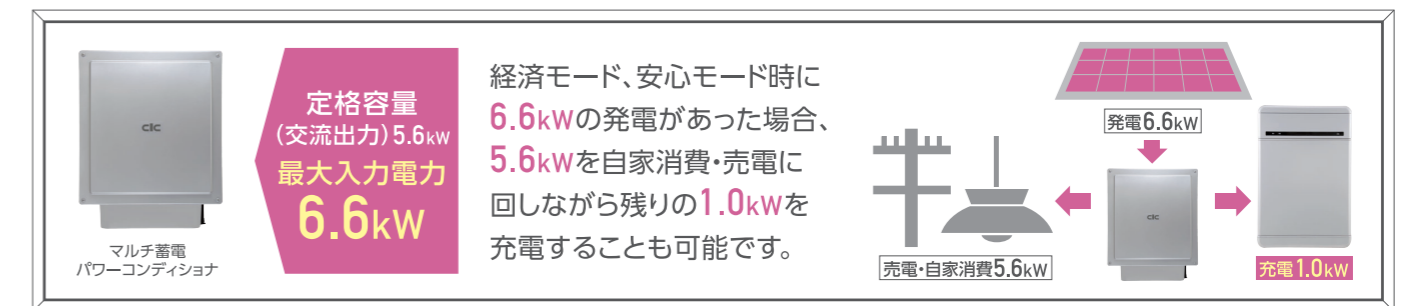 cic
マルチ蓄電
パワーコンディショナ
定格容量
(交流出力)5.6kW
最大入力電力
6.6kW
経済モード、安心モード時に
6.6kWの発電があった場合、
5.6kWを自家消費・売電に
回しながら残りの1.0kWを
充電することも可能です。
発電6.6kW
cic
売電・自家消費5.6kW
充電1.0kW